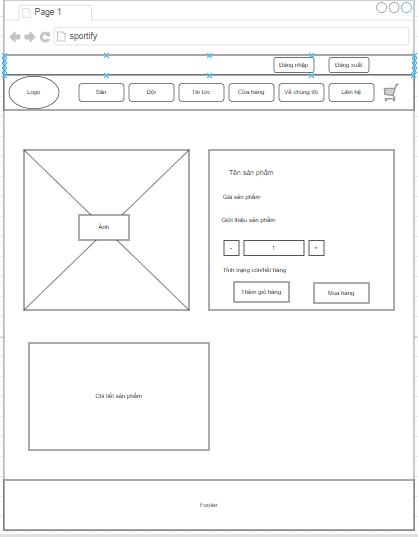 Page 1
sportify
Đăng nhập
Đăng xuất
Logo
Sân
Đội
Tin tức
Cửa hàng
Về chúng tôi
Liên hệ
Ảnh
Tên sản phẩm
Giá sản phẩm
Giới thiệu sản phẩm
-
1
+
Tình trạng còn/hết hàng
Thêm giỏ hàng
Mua hàng
Chi tiết sản phẩm
Footer